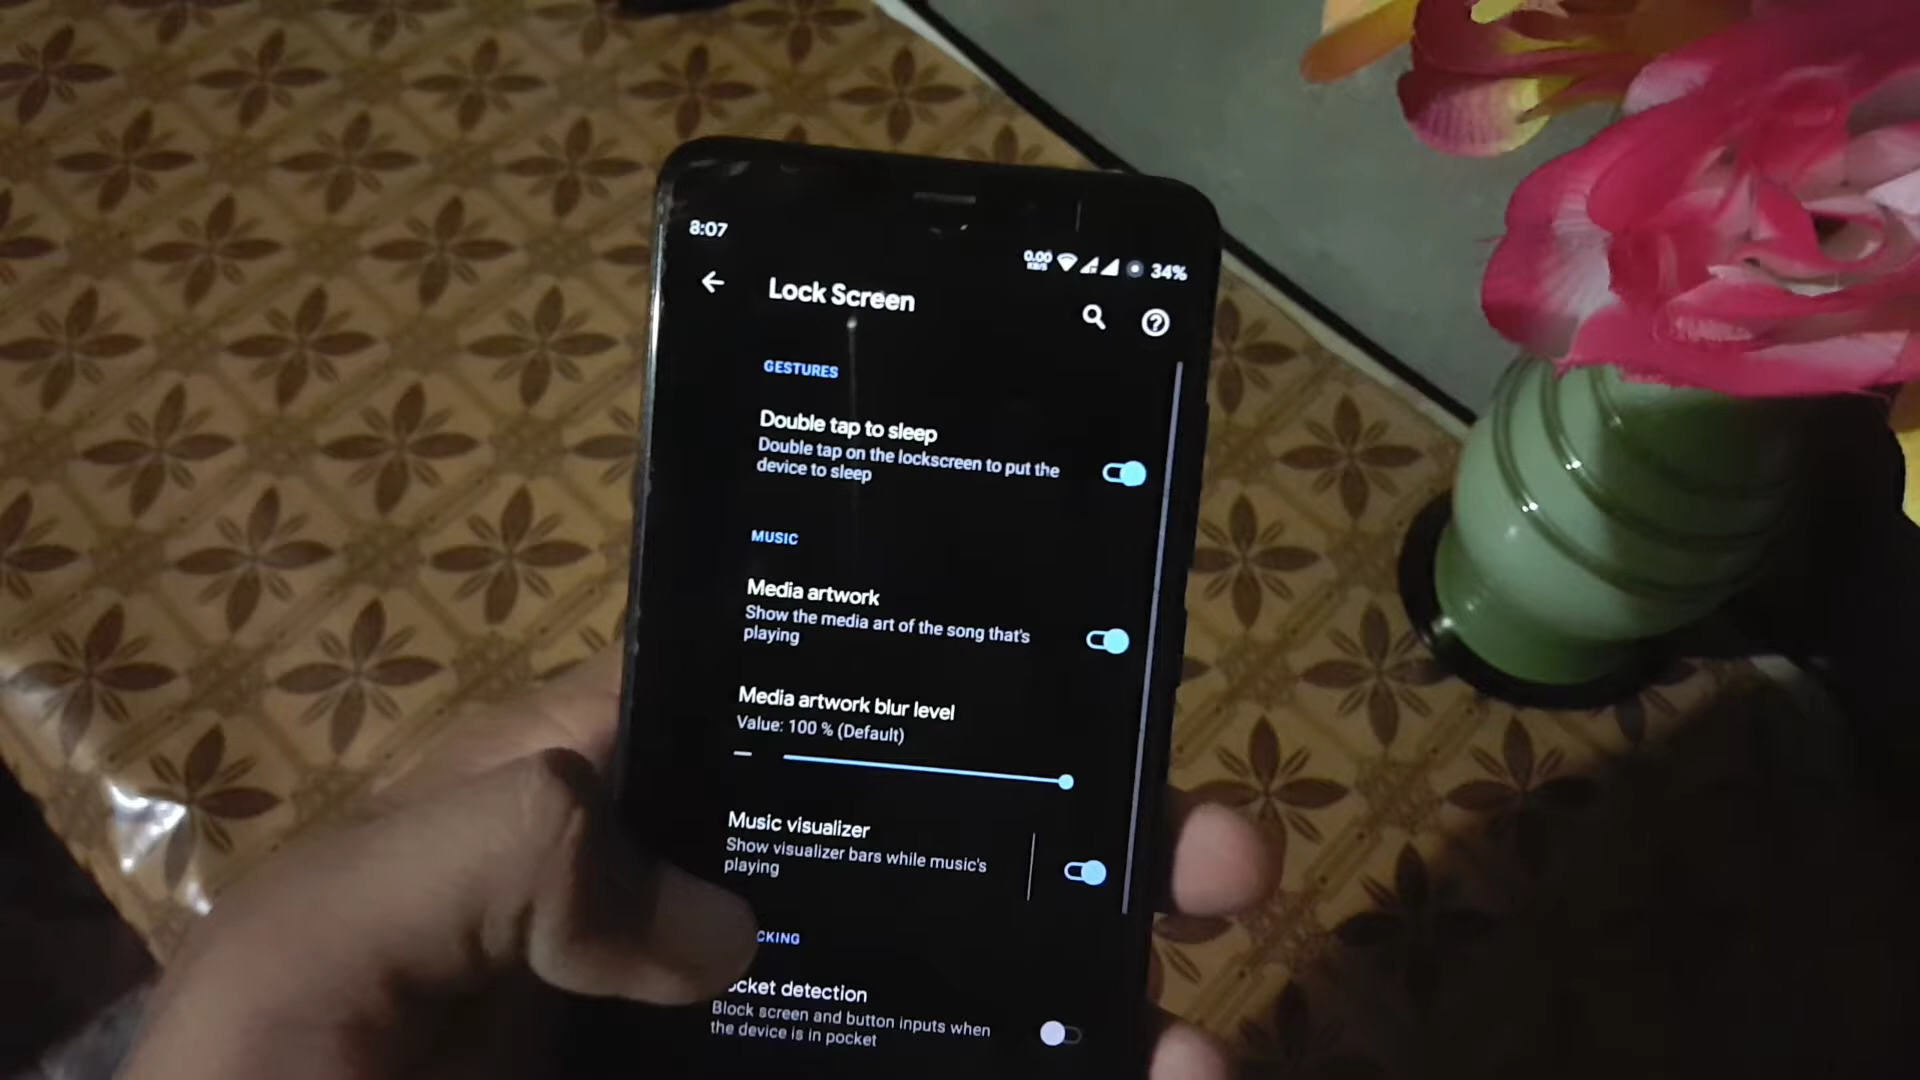 8:07
0.00
KB/S
34%
Lock Screen
GESTURES
Double tap to sleep
Double tap on the lockscreen to put the
device to sleep
MUSIC
Media artwork
Show the media art of the song that's
playing
Media artwork blur level
Value: 100 % (Default)
Music visualizer
Show visualizer bars while music's
playing
CKING
ocket detection
Block screen and button inputs when
the device is in pocket